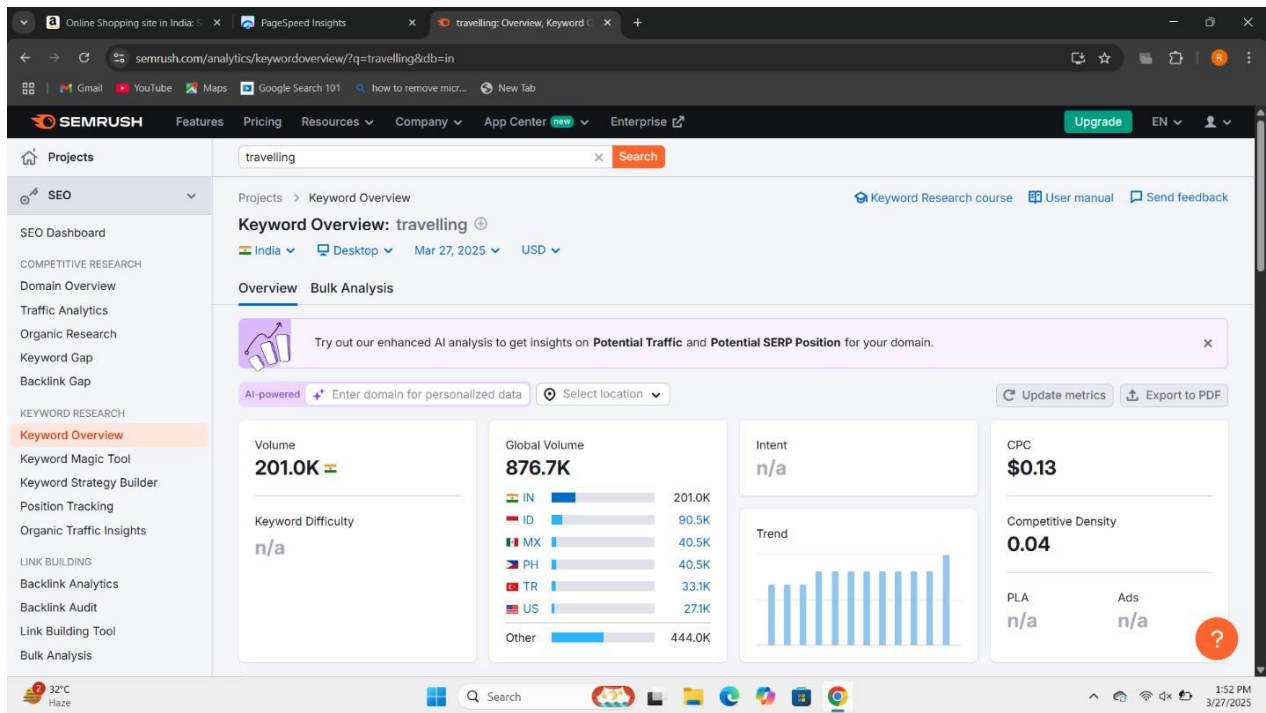 Online Shopping site in India: S
PageSpeed Insights
travelling: Overview, Keyword O
semrush.com/analytics/keywordoverview/?q=travelling&db=in
R
Gmail
YouTube
Maps
Google Search 101
how to remove micr...
New Tab
SEMRUSH
Features
Pricing
Resources
Company
App Center new
Enterprise
Upgrade
EN
Projects
SEO
SEO Dashboard
COMPETITIVE RESEARCH
Domain Overview
Traffic Analytics
Organic Research
Keyword Gap
Backlink Gap
KEYWORD RESEARCH
Keyword Overview
Keyword Magic Tool
Keyword Strategy Builder
Position Tracking
Organic Traffic Insights
LINK BUILDING
Backlink Analytics
Backlink Audit
Link Building Tool
Bulk Analysis
travelling
Search
Projects > Keyword Overview
Keyword Research course
User manual
Send feedback
Keyword Overview: travelling
India
Desktop
Mar 27, 2025
USD
Overview
Bulk Analysis
Try out our enhanced AI analysis to get insights on Potential Traffic and Potential SERP Position for your domain.
AI-powered
Enter domain for personalized data
Select location
Update metrics
Export to PDF
Volume
201.0K
Keyword Difficulty
n/a
Global Volume
876.7K
IN 201.0K
ID 90.5K
MX 40.5K
PH 40.5K
TR 33.1K
US 27.1K
Other 444.0K
Intent
n/a
Trend
CPC
$0.13
Competitive Density
0.04
PLA
n/a
Ads
n/a
?
2
32°C
Haze
Search
1:52 PM
3/27/2025